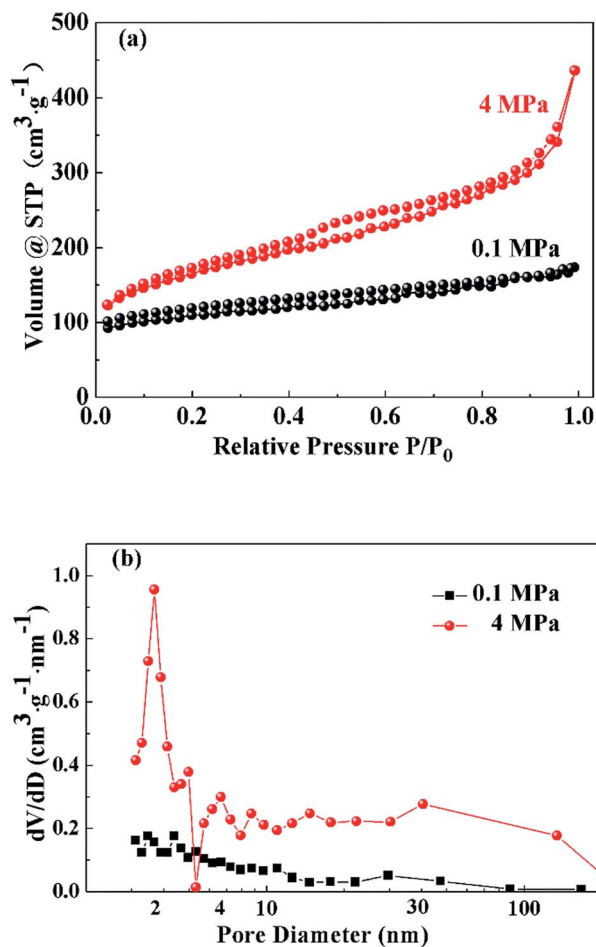 (a)
500
400
300
200
100
0
Volume @ STP (cm³·g⁻¹)
4 MPa
0.1 MPa
0.0 0.2 0.4 0.6 0.8 1.0
Relative Pressure P/P₀
(b)
1.0
0.8
0.6
0.4
0.2
0.0
dV/dD (cm³·g⁻¹·nm⁻¹)
0.1 MPa
4 MPa
2 4 10 30 100
Pore Diameter (nm)